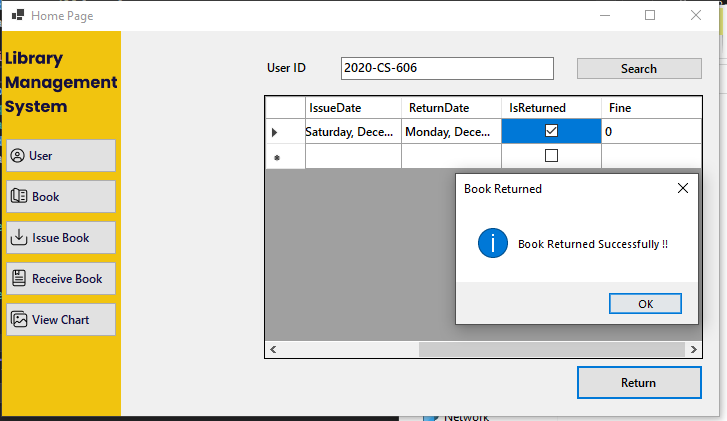 Home Page
Library
Management
System
User
Book
Issue Book
Receive Book
View Chart
User ID 2020-CS-606 Search
IssueDate ReturnDate IsReturned Fine
Saturday, Dece... Monday, Dece... 0
Book Returned
Book Returned Successfully !!
OK
Return
Network